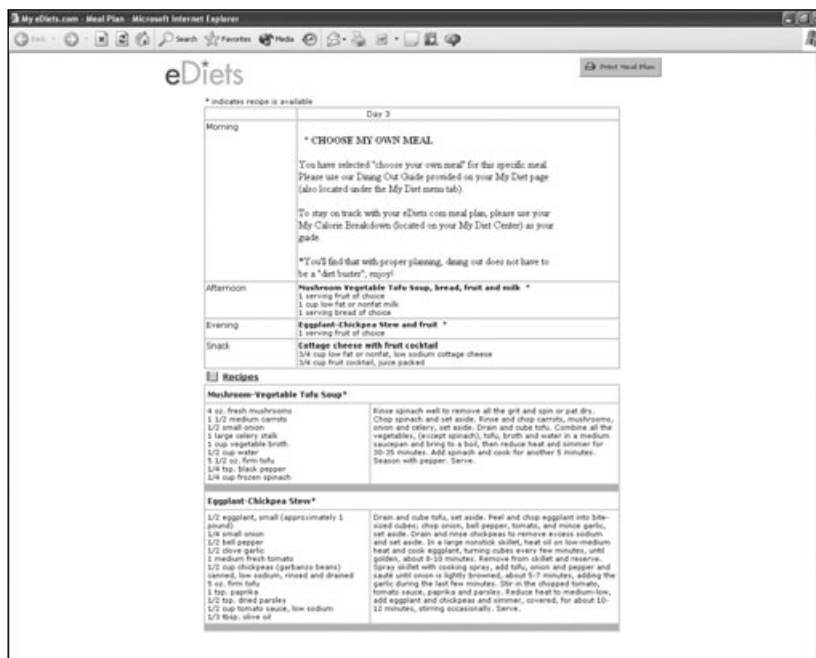 My eDiets.com - Meal Plan - Microsoft Internet Explorer
Back
Search
Favorites
Media
eDiets
Print Meal Plan
* indicates recipe is available
Day 3
Morning
* CHOOSE MY OWN MEAL
You have selected "choose your own meal" for this specific meal.
Please use our Dining Out Guide provided on your My Diet page
(also located under the My Diet menu tab).
To stay on track with your eDiets.com meal plan, please use your
My Calorie Breakdown (located on your My Diet Center) as your
guide.
*You'll find that with proper planning, dining out does not have to
be a "diet buster", enjoy!
Afternoon
Mushroom Vegetable Tofu Soup, bread, fruit and milk *
1 serving fruit of choice
1 cup low fat or nonfat milk
1 serving bread of choice
Evening
Eggplant-Chickpea Stew and fruit *
1 serving fruit of choice
Snack
Cottage cheese with fruit cocktail
3/4 cup low fat or nonfat, low sodium cottage cheese
3/4 cup fruit cocktail, juice packed
Recipes
Mushroom-Vegetable Tofu Soup*
4 oz. fresh mushrooms
1 1/2 medium carrots
1/2 small onion
1 large celery stalk
1 cup vegetable broth
1/2 cup water
5 1/2 oz. firm tofu
1/4 tsp. black pepper
1/4 cup frozen spinach
Rinse spinach well to remove all the grit and spin or pat dry.
Chop spinach and set aside. Rinse and chop carrots, mushrooms,
onion and celery, set aside. Drain and cube tofu. Combine all the
vegetables, (except spinach), tofu, broth and water in a medium
saucepan and bring to a boil, then reduce heat and simmer for
30-35 minutes. Add spinach and cook for another 5 minutes.
Season with pepper. Serve.
Eggplant-Chickpea Stew*
1/2 eggplant, small (approximately 1
pound)
1/4 small onion
1/2 bell pepper
1/2 clove garlic
1 medium fresh tomato
1/2 cup chickpeas (garbanzo beans)
canned, low sodium, rinsed and drained
5 oz. firm tofu
1 tsp. paprika
1/2 tsp. dried parsley
1/2 cup tomato sauce, low sodium
1/3 tbsp. olive oil
Drain and cube tofu, set aside. Peel and chop eggplant into bite-
sized cubes; chop onion, bell pepper, tomato, and mince garlic,
set aside. Drain and rinse chickpeas to remove excess sodium
and set aside. In a large nonstick skillet, heat oil on low-medium
heat and cook eggplant, turning cubes every few minutes, until
golden, about 8-10 minutes. Remove from skillet and reserve.
Spray skillet with cooking spray, add tofu, onion and pepper and
sauté until onion is lightly browned, about 5-7 minutes, adding the
garlic during the last few minutes. Stir in the chopped tomato,
tomato sauce, paprika and parsley. Reduce heat to medium-low,
add eggplant and chickpeas and simmer, covered, for about 10-
12 minutes, stirring occasionally. Serve.